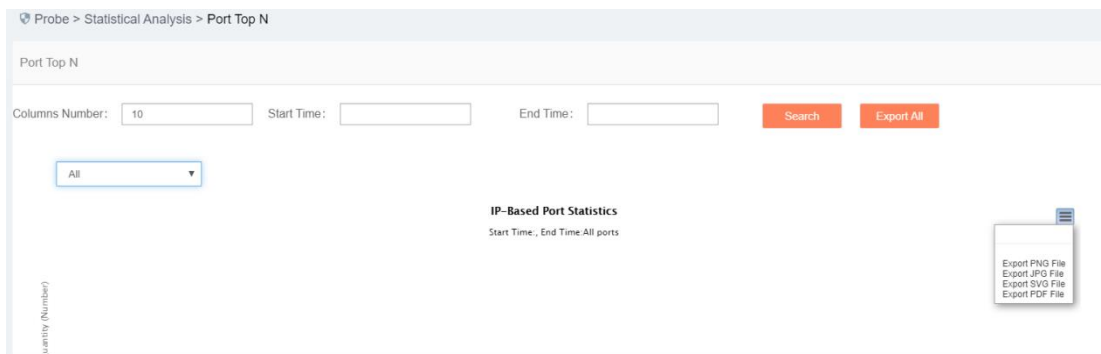 Probe > Statistical Analysis > Port Top N
Port Top N
Columns Number: 10 Start Time: End Time: Search Export All
All
IP-Based Port Statistics
Start Time:, End Time:All ports
Export PNG File
Export JPG File
Export SVG File
Export PDF File
(Number)